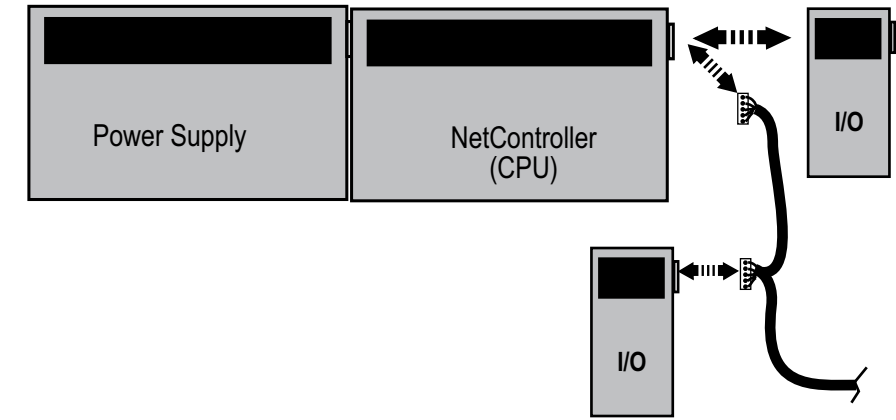 Power Supply
NetController
(CPU)
I/O
I/O